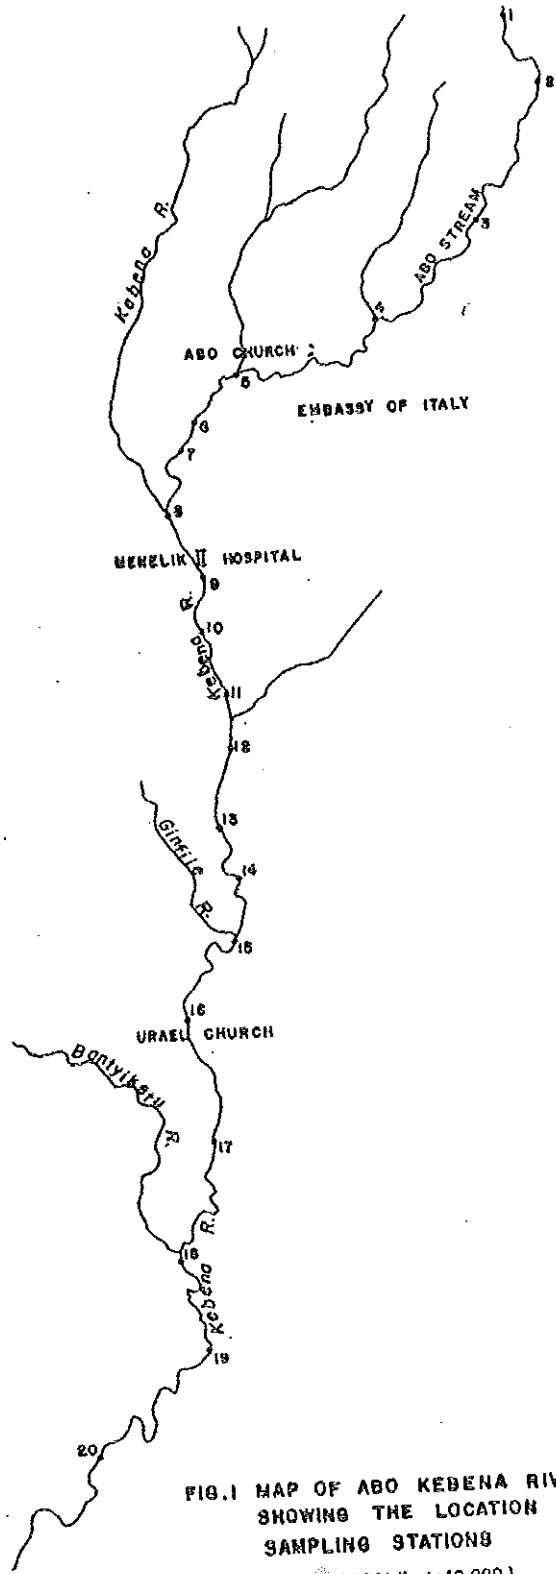 1
2
3
ABO STREAM
Kabena R.
4
ABO CHURCH
5
EMBASSY OF ITALY
6
7
8
MENELIK II HOSPITAL
9
10
Kebena R.
11
12
13
Ginfile R.
14
15
16
URAEL CHURCH
Bantyiketu R.
17
18
Kebena R.
19
20
FIG.1 MAP OF ABO KEBENA RIV
SHOWING THE LOCATION
SAMPLING STATIONS